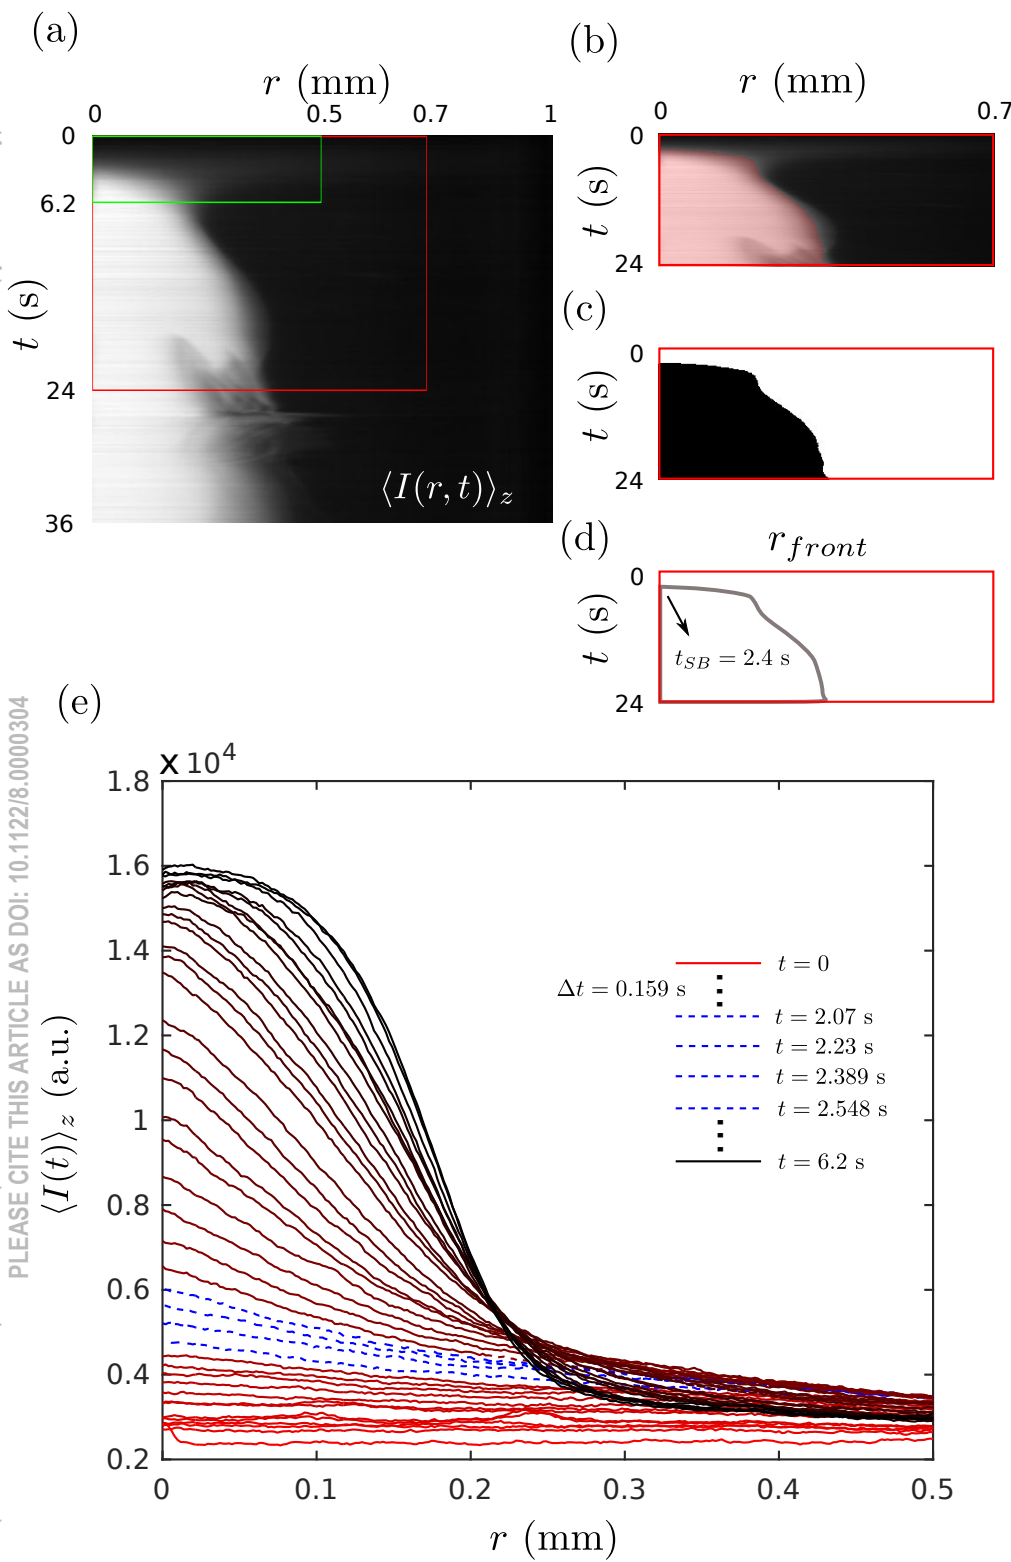 (a)
r (mm)
0 0.5 0.7 1
0
6.2
24
36
t (s)
⟨I(r, t)⟩z
(b)
r (mm)
0 0.7
0
24
t (s)
(c)
0
24
t (s)
(d)
r_front
0
24
t (s)
t_SB = 2.4 s
(e)
x 10^4
1.8
1.6
1.4
1.2
1
0.8
0.6
0.4
0.2
⟨I(t)⟩z (a.u.)
t = 0
Δt = 0.159 s
t = 2.07 s
t = 2.23 s
t = 2.389 s
t = 2.548 s
t = 6.2 s
0 0.1 0.2 0.3 0.4 0.5
r (mm)
PLEASE CITE THIS ARTICLE AS DOI: 10.1122/8.0000304